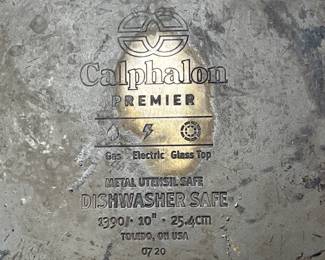 Calphalon
PREMIER
Gas Electric Glass Top
METAL UTENSIL SAFE
DISHWASHER SAFE
1390/· 10" · 25.4cm
TOLEDO, OH USA
0720